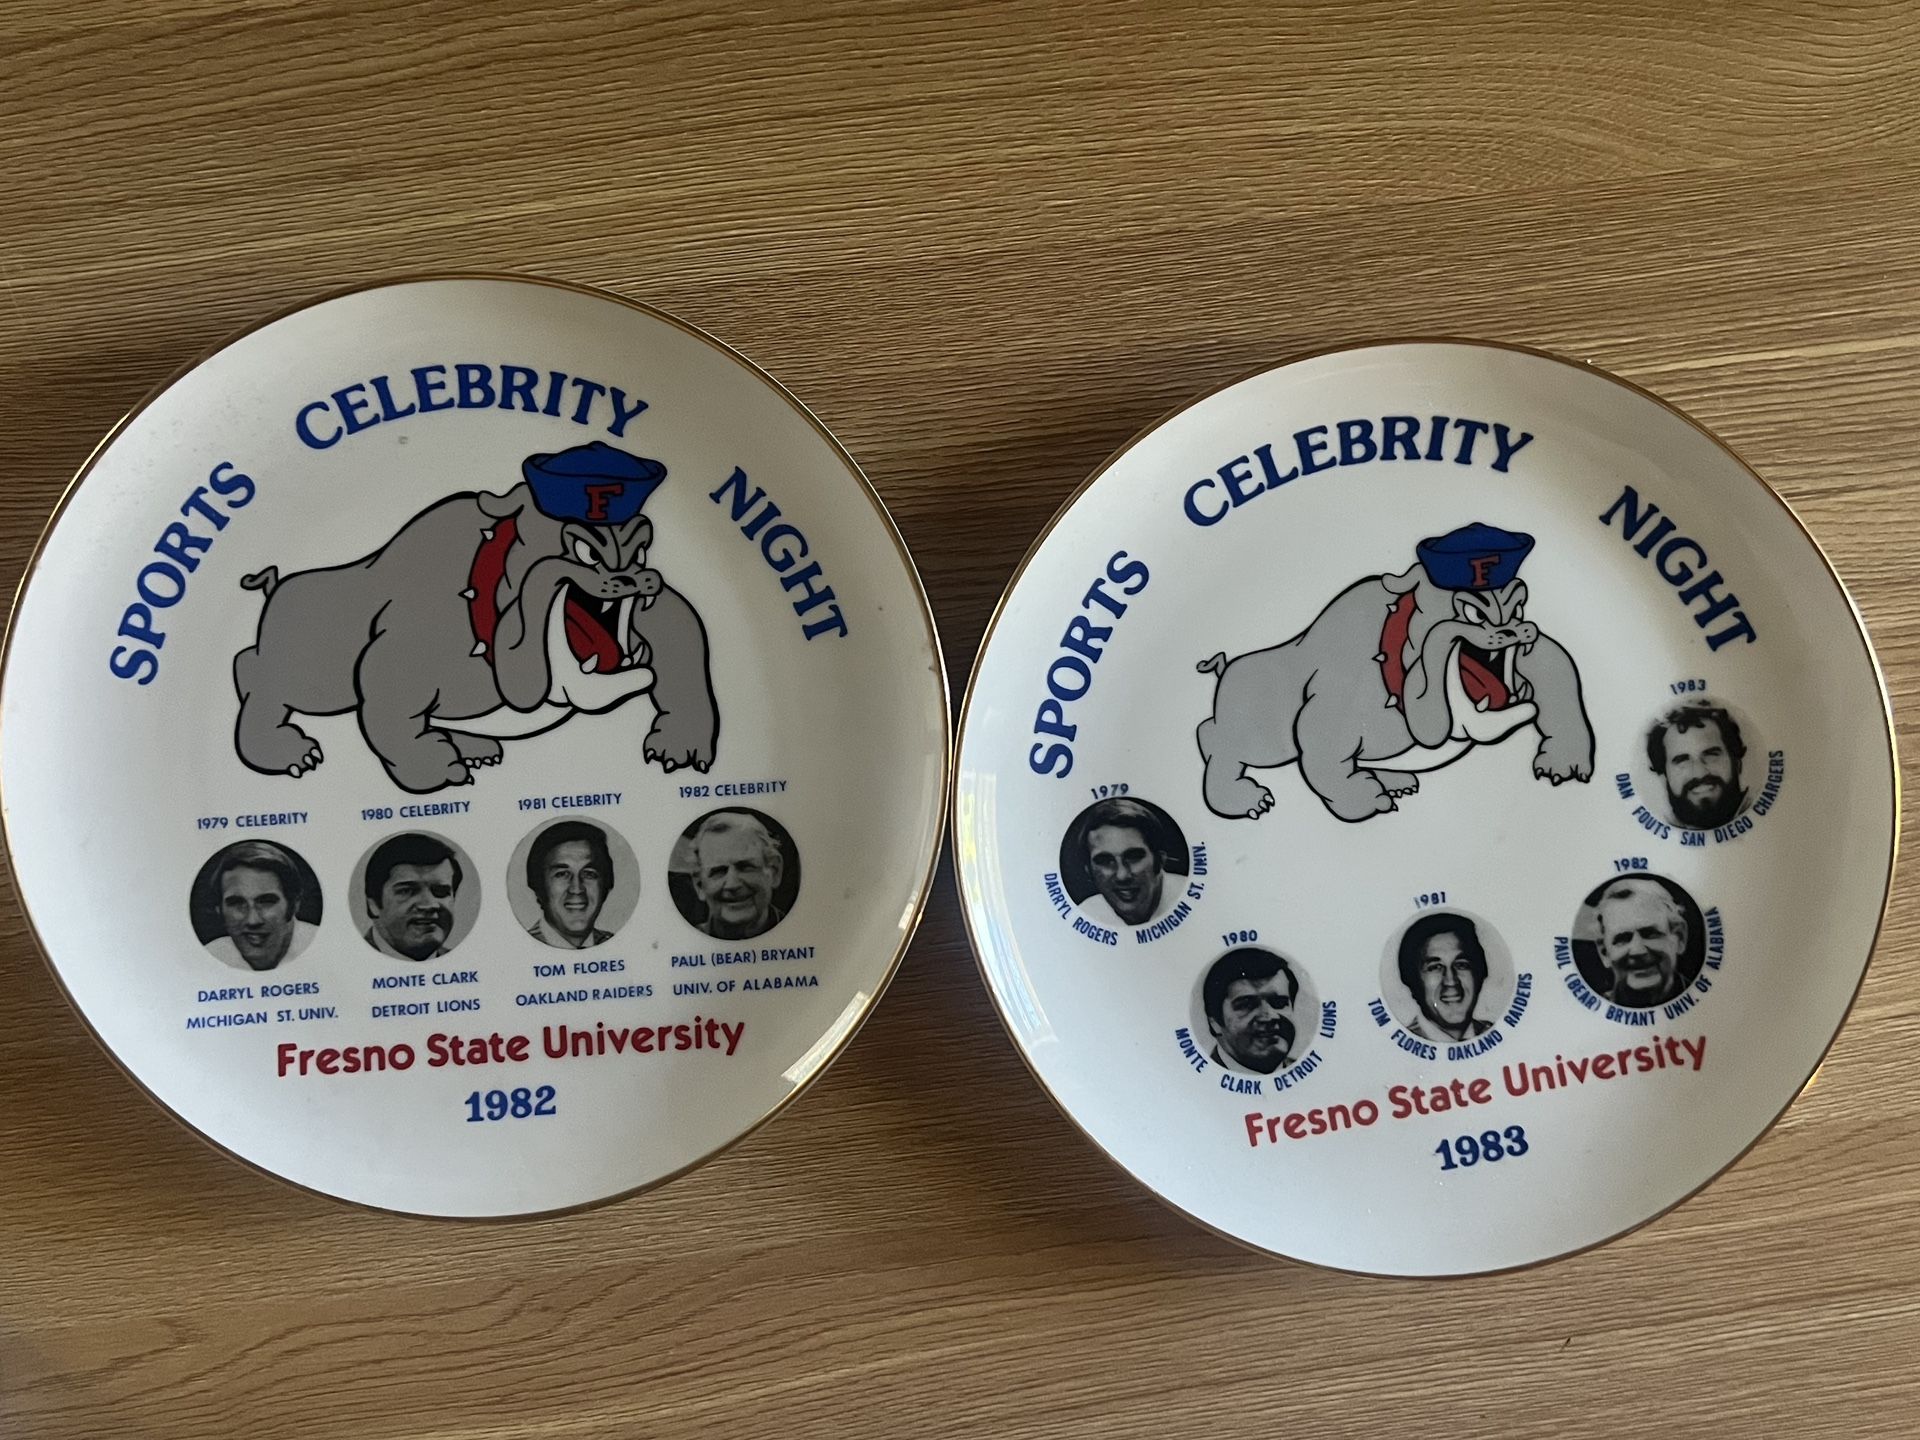 SPORTS CELEBRITY NIGHT
F
1979 CELEBRITY
1980 CELEBRITY
1981 CELEBRITY
1982 CELEBRITY
DARRYL ROGERS
MICHIGAN ST. UNIV.
MONTE CLARK
DETROIT LIONS
TOM FLORES
OAKLAND RAIDERS
PAUL (BEAR) BRYANT
UNIV. OF ALABAMA
Fresno State University
1982
SPORTS CELEBRITY NIGHT
F
1979
DARRYL ROGERS MICHIGAN ST. UNIV.
1980
MONTE CLARK DETROIT LIONS
1981
TOM FLORES OAKLAND RAIDERS
1982
PAUL (BEAR) BRYANT UNIV. OF ALABAMA
1983
DAN FOUTS SAN DIEGO CHARGERS
Fresno State University
1983